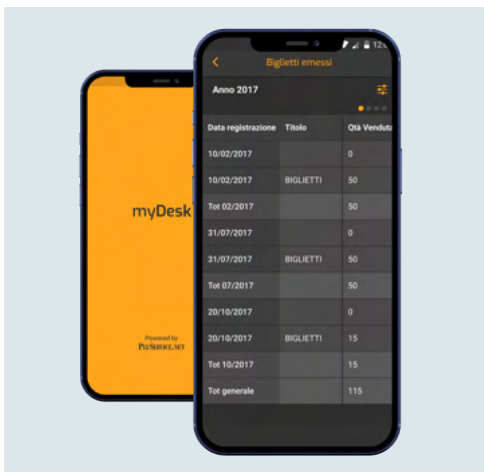 myDesk
Powered by
12:
Biglietti emessi
Anno 2017
Data registrazione Titolo Qtà Venduta
10/02/2017 0
10/02/2017 BIGLIETTI 50
Tot 02/2017 50
31/07/2017 0
31/07/2017 BIGLIETTI 50
Tot 07/2017 50
20/10/2017 0
20/10/2017 BIGLIETTI 15
Tot 10/2017 15
Tot generale 115